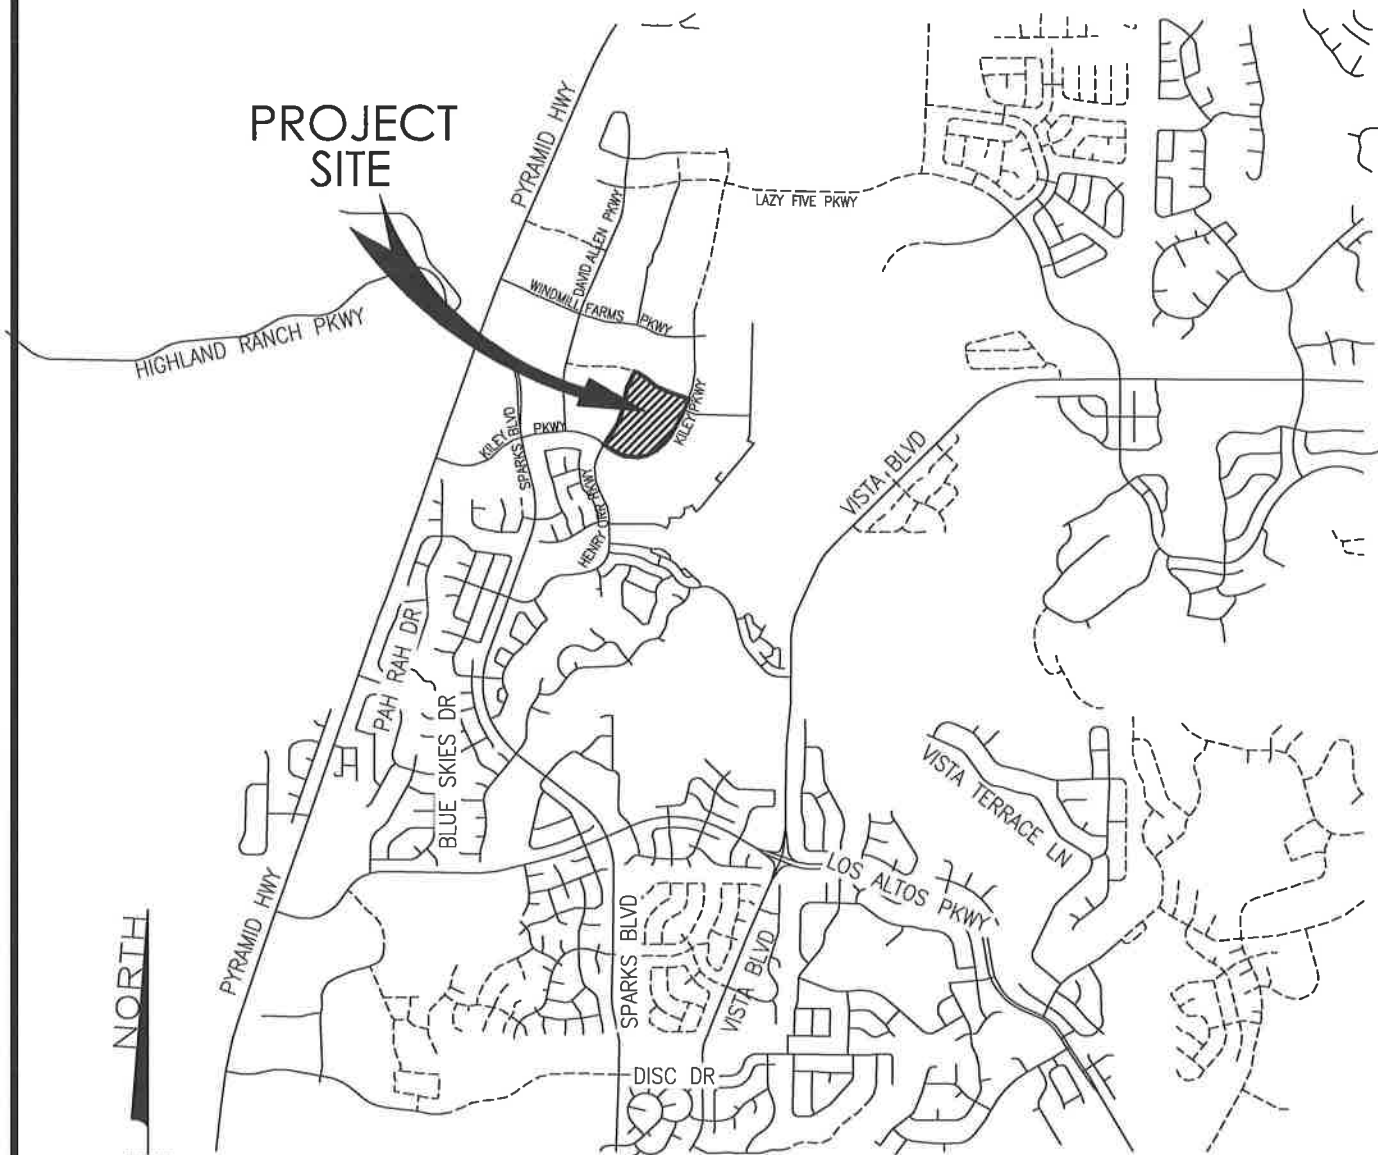 PROJECT
SITE
PYRAMID HWY
LAZY FIVE PKWY
DAVID ALLEN PKWY
WINDMILL FARMS PKWY
HIGHLAND RANCH PKWY
KILEY PKWY
KILEY PKWY
SPARKS BLVD
HENRY ORR PKWY
VISTA BLVD
PAH RAH DR
BLUE SKIES DR
VISTA TERRACE LN
LOS ALTOS PKWY
PYRAMID HWY
SPARKS BLVD
VISTA BLVD
NORTH
DISC DR